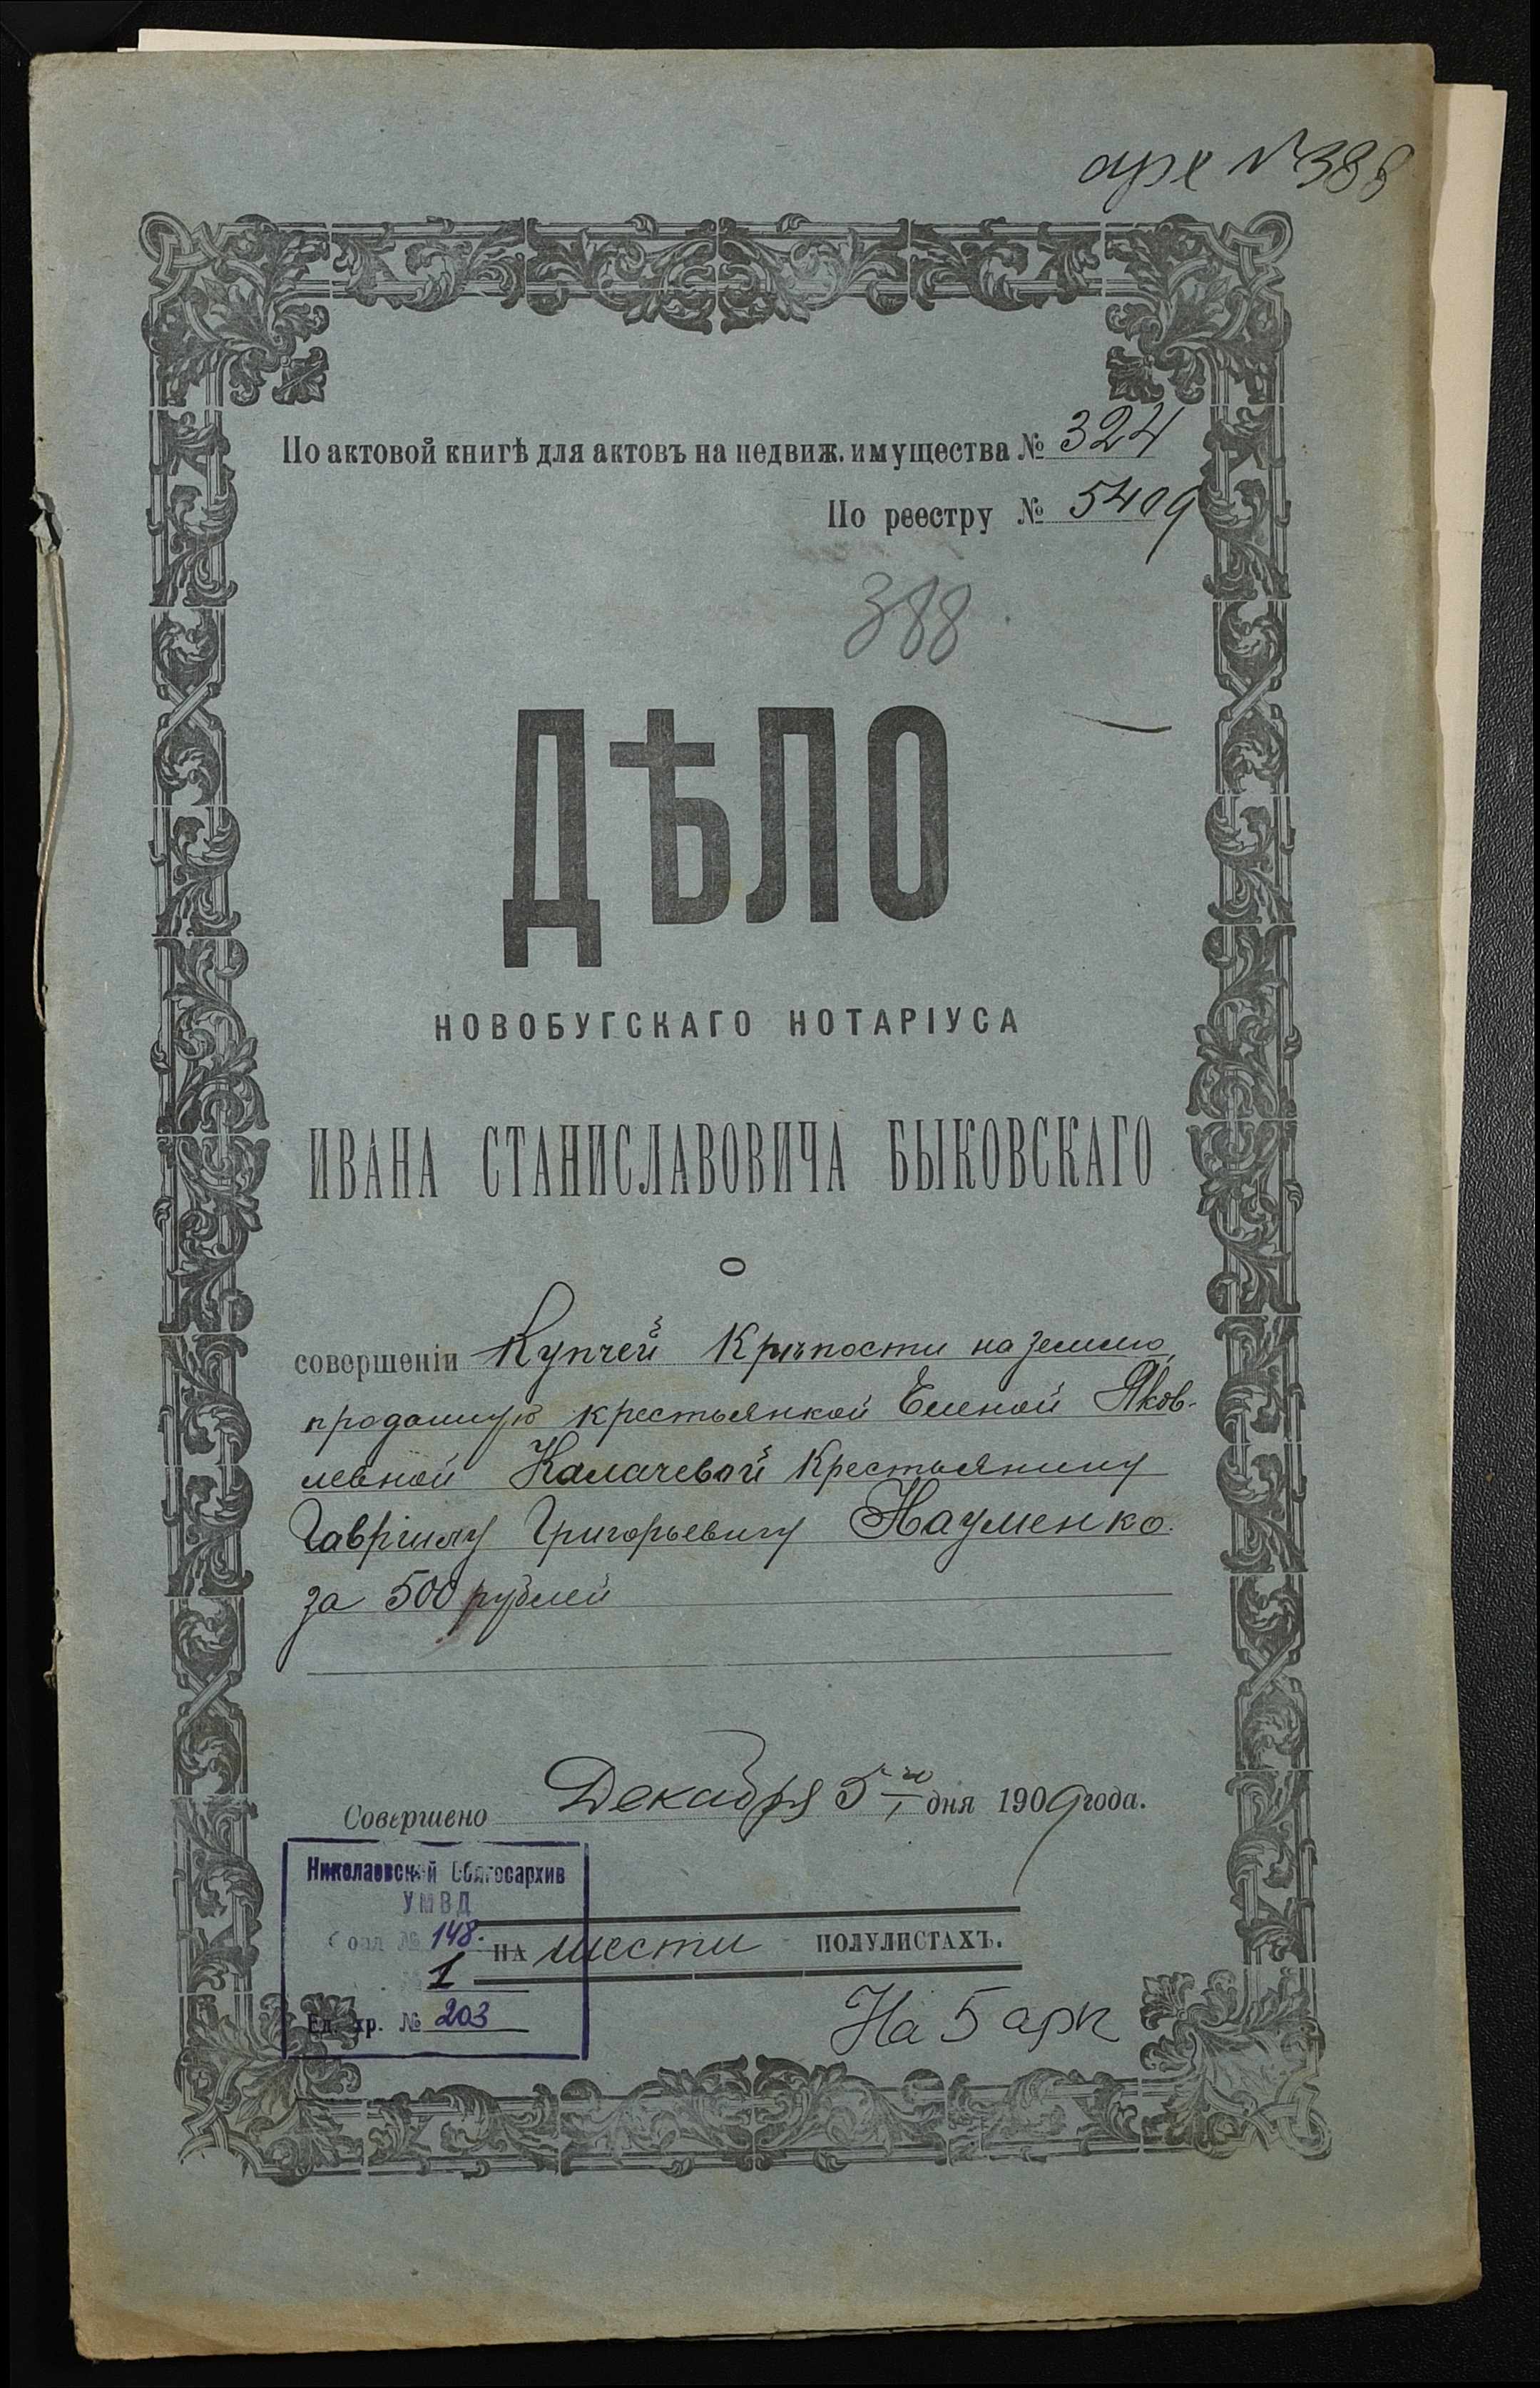 арх №388
По актовой книгѣ для актовъ на недвиж. имущества № 324
По реестру № 5409
388
ДѢЛО
НОВОБУГСКАГО НОТАРІУСА
ИВАНА СТАНИСЛАВОВИЧА БЫКОВСКАГО
О
совершеніи Купчей Крѣпости на землю,
проданную крестьянкой Еленой Яков-
левной Калачевой Крестьянину
Гавріилу Григорьевичу Науменко
за 500 рублей
Совершено Декабря 5го дня 1909 года.
Николаевский Облгосархив
УМВД
Фонд № 148.
1
Ед. хр. № 203
НА шести ПОЛУЛИСТАХЪ.
На 5 арк